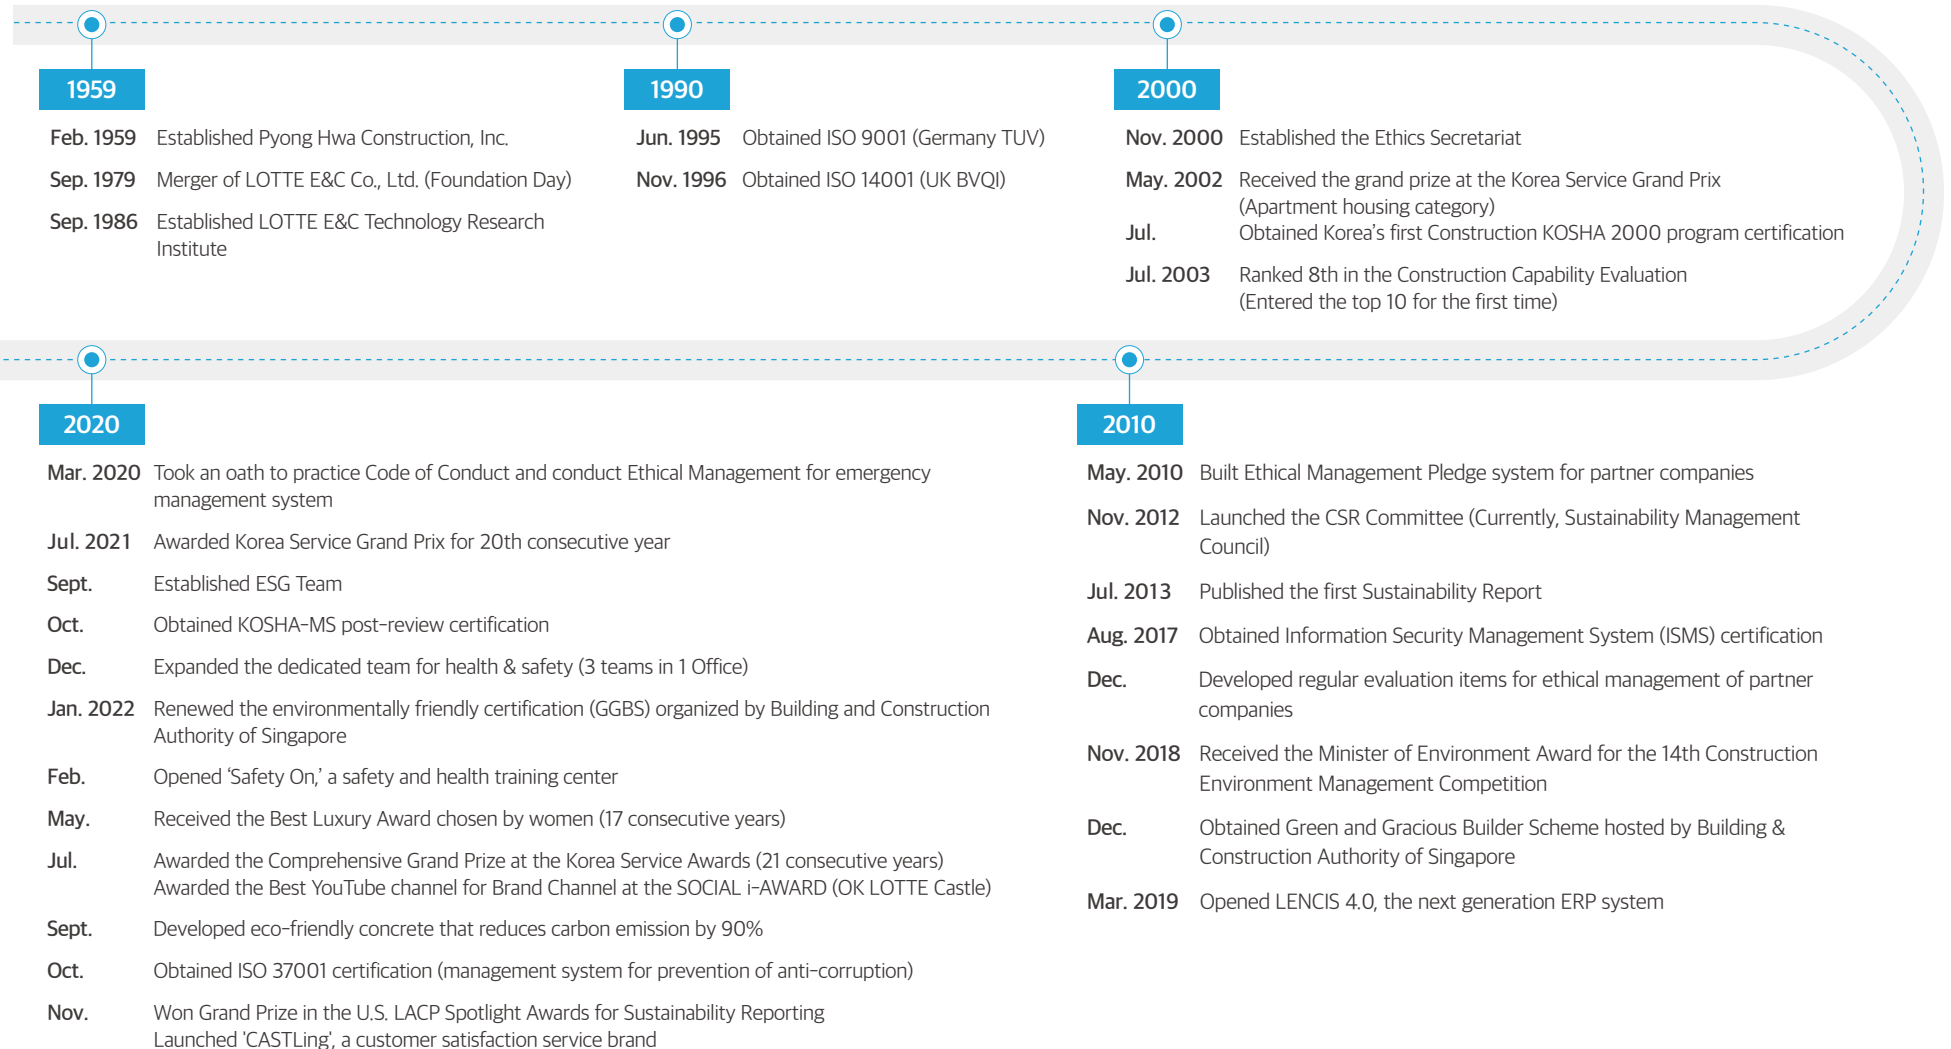 1959
Feb. 1959 Established Pyong Hwa Construction, Inc.
Sep. 1979 Merger of LOTTE E&C Co., Ltd. (Foundation Day)
Sep. 1986 Established LOTTE E&C Technology Research
Institute
1990
Jun. 1995 Obtained ISO 9001 (Germany TUV)
Nov. 1996 Obtained ISO 14001 (UK BVQI)
2000
Nov. 2000 Established the Ethics Secretariat
May. 2002 Received the grand prize at the Korea Service Grand Prix
(Apartment housing category)
Jul. Obtained Korea's first Construction KOSHA 2000 program certification
Jul. 2003 Ranked 8th in the Construction Capability Evaluation
(Entered the top 10 for the first time)
2010
May. 2010 Built Ethical Management Pledge system for partner companies
Nov. 2012 Launched the CSR Committee (Currently, Sustainability Management
Council)
Jul. 2013 Published the first Sustainability Report
Aug. 2017 Obtained Information Security Management System (ISMS) certification
Dec. Developed regular evaluation items for ethical management of partner
companies
Nov. 2018 Received the Minister of Environment Award for the 14th Construction
Environment Management Competition
Dec. Obtained Green and Gracious Builder Scheme hosted by Building &
Construction Authority of Singapore
Mar. 2019 Opened LENCIS 4.0, the next generation ERP system
2020
Mar. 2020 Took an oath to practice Code of Conduct and conduct Ethical Management for emergency
management system
Jul. 2021 Awarded Korea Service Grand Prix for 20th consecutive year
Sept. Established ESG Team
Oct. Obtained KOSHA-MS post-review certification
Dec. Expanded the dedicated team for health & safety (3 teams in 1 Office)
Jan. 2022 Renewed the environmentally friendly certification (GGBS) organized by Building and Construction
Authority of Singapore
Feb. Opened ‘Safety On,’ a safety and health training center
May. Received the Best Luxury Award chosen by women (17 consecutive years)
Jul. Awarded the Comprehensive Grand Prize at the Korea Service Awards (21 consecutive years)
Awarded the Best YouTube channel for Brand Channel at the SOCIAL i-AWARD (OK LOTTE Castle)
Sept. Developed eco-friendly concrete that reduces carbon emission by 90%
Oct. Obtained ISO 37001 certification (management system for prevention of anti-corruption)
Nov. Won Grand Prize in the U.S. LACP Spotlight Awards for Sustainability Reporting
Launched 'CASTLing', a customer satisfaction service brand